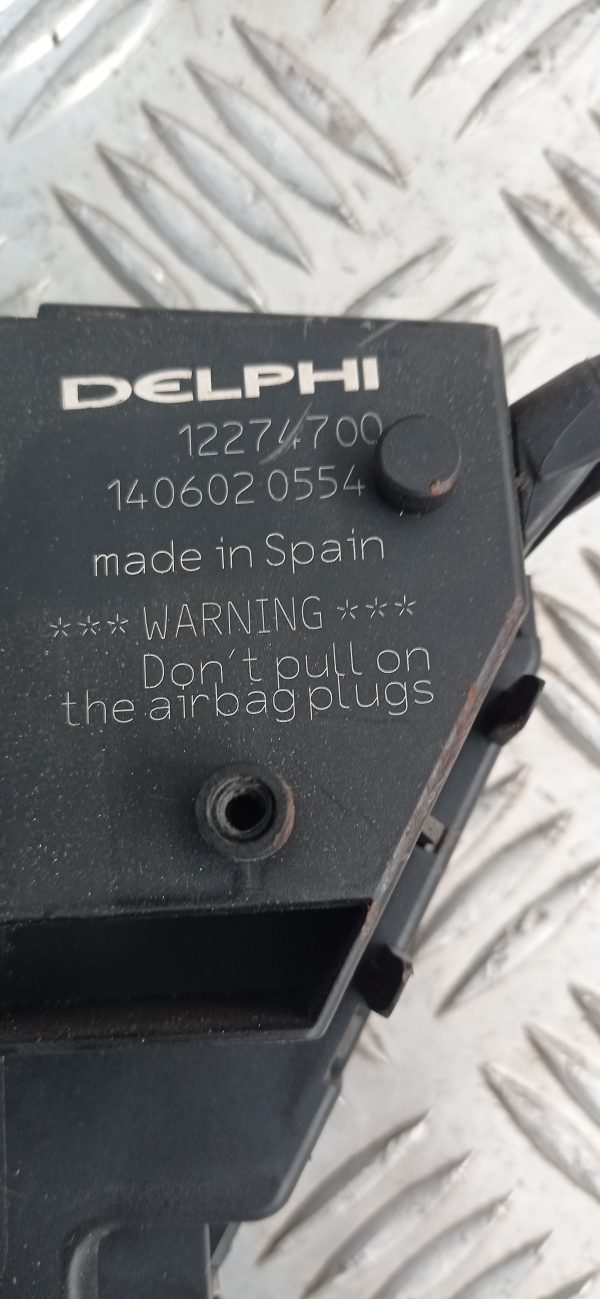 DELPHI
12274700
140602 0554
made in Spain
*** WARNING ***
Don't pull on
the airbag plugs